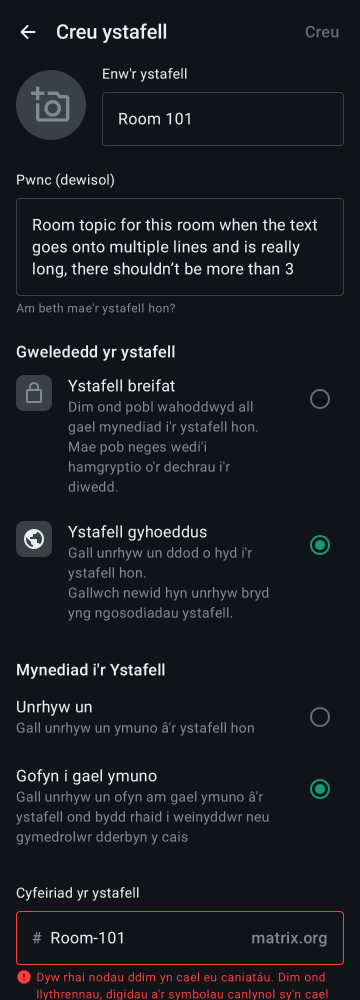 Creu ystafell
Creu
Enw'r ystafell
Room 101
Pwnc (dewisol)
Room topic for this room when the text
goes onto multiple lines and is really
long, there shouldn’t be more than 3
Am beth mae'r ystafell hon?
Gwelededd yr ystafell
Ystafell breifat
Dim ond pobl wahoddwyd all
gael mynediad i'r ystafell hon.
Mae pob neges wedi'i
hamgryptio o'r dechrau i'r
diwedd.
Ystafell gyhoeddus
Gall unrhyw un ddod o hyd i'r
ystafell hon.
Gallwch newid hyn unrhyw bryd
yng ngosodiadau ystafell.
Mynediad i'r Ystafell
Unrhyw un
Gall unrhyw un ymuno â'r ystafell hon
Gofyn i gael ymuno
Gall unrhyw un ofyn am gael ymuno â'r
ystafell ond bydd rhaid i weinyddwr neu
gymedrolwr dderbyn y cais
Cyfeiriad yr ystafell
# Room-101 matrix.org
Dyw rhai nodau ddim yn cael eu caniatáu. Dim ond
llythrennau, digidau a'r symbolau canlynol sy'n cael